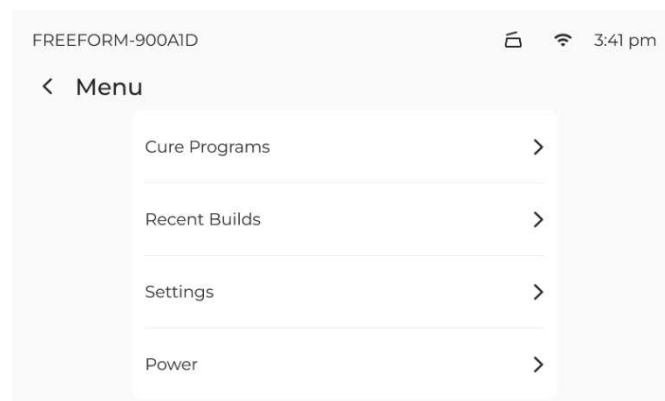 FREEFORM-900A1D 3:41 pm
Menu
Cure Programs
Recent Builds
Settings
Power